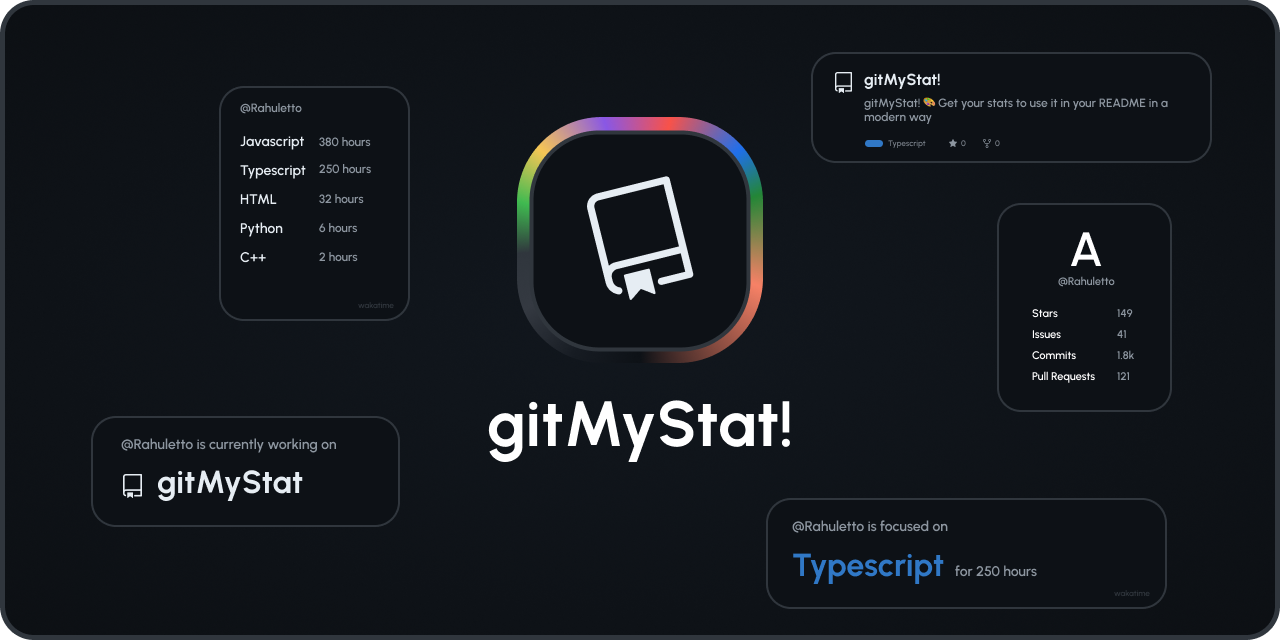 @Rahuletto
Javascript 380 hours
Typescript 250 hours
HTML 32 hours
Python 6 hours
C++ 2 hours
wakatime
gitMyStat!
gitMyStat! 🎨 Get your stats to use it in your README in a
modern way
Typescript 0 0
A
@Rahuletto
Stars 149
Issues 41
Commits 1.8k
Pull Requests 121
gitMyStat!
@Rahuletto is currently working on
gitMyStat
@Rahuletto is focused on
Typescript for 250 hours
wakatime